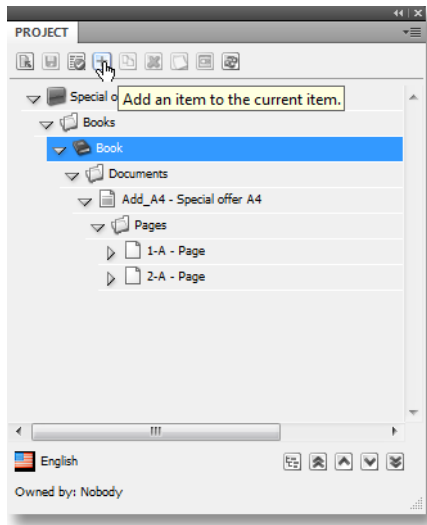 PROJECT
Special o
Add an item to the current item.
Books
Book
Documents
Add_A4 - Special offer A4
Pages
1-A - Page
2-A - Page
English
Owned by: Nobody